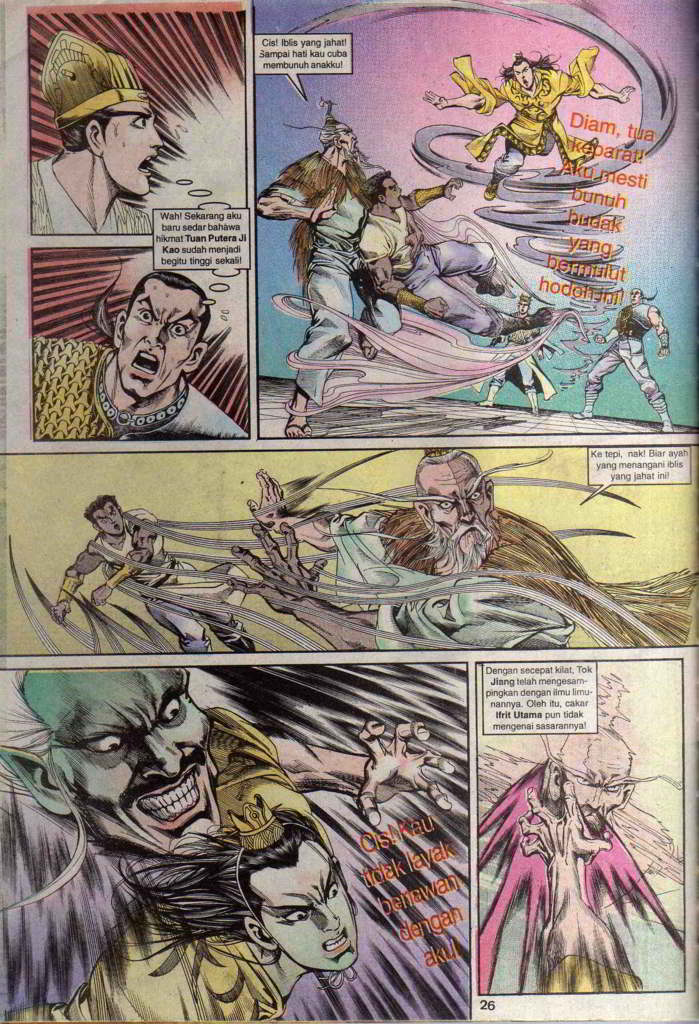 Wah! Sekarang aku
baru sedar bahawa
hikmat Tuan Putera Ji
Kao sudah menjadi
begitu tinggi sekali!
Cis! Iblis yang jahat!
Sampai hati kau cuba
membunuh anakku!
Diam, tua
keparat!
Aku mesti
bunuh
budak
yang
bermulut
hodoh ini!
Ke tepi, nak! Biar ayah
yang menangani iblis
yang jahat ini!
Cis! Kau
tidak layak
berlawan
dengan
aku!
Dengan secepat kilat, Tok
Jiang telah mengesam-
pingkan dengan ilmu limu-
nannya. Oleh itu, cakar
Ifrit Utama pun tidak
mengenai sasarannya!
26